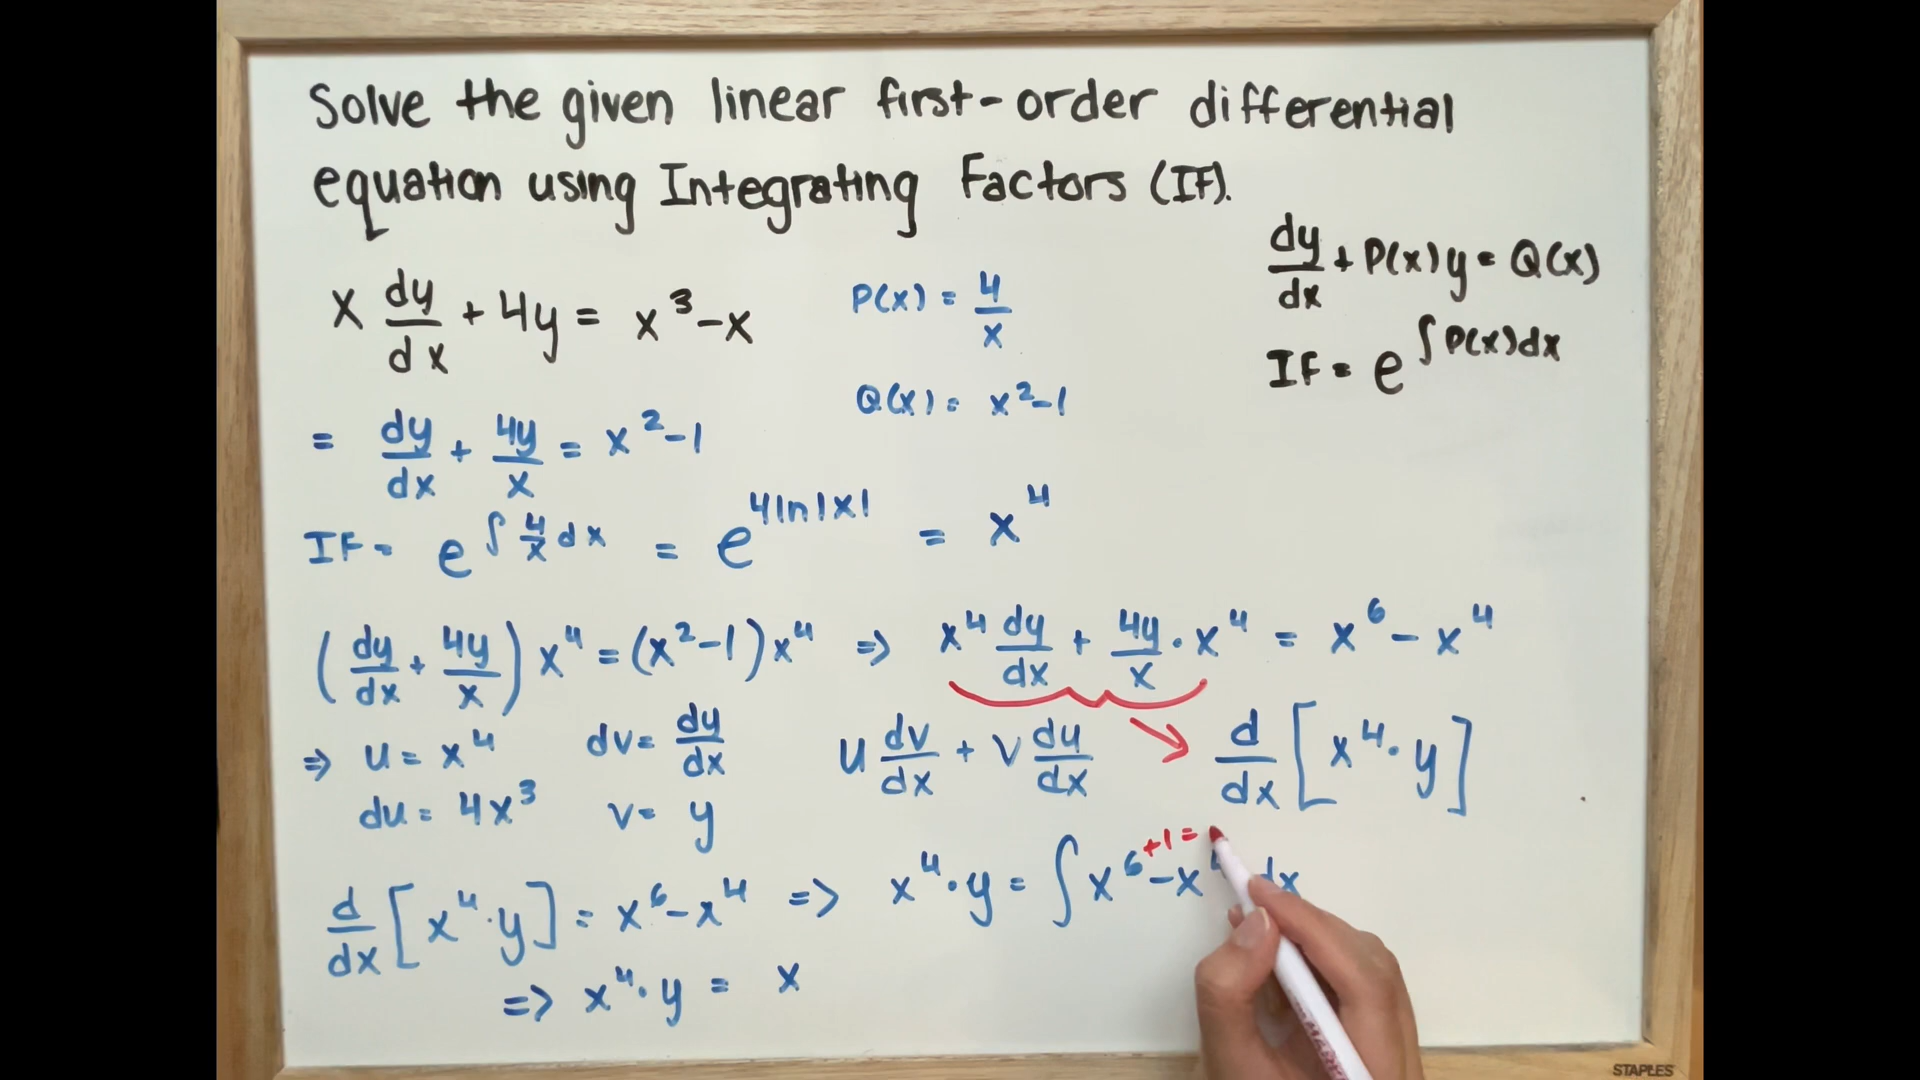 Solve the given linear first-order differential
equation using Integrating Factors (IF).
dy/dx + P(x)y = Q(x)
IF = e^∫P(x)dx
x dy/dx + 4y = x³-x
P(x) = 4/x
Q(x) = x²-1
= dy/dx + 4y/x = x²-1
IF = e^∫4/x dx = e^4ln|x| = x⁴
(dy/dx + 4y/x) x⁴ = (x²-1)x⁴ => x⁴ dy/dx + 4y/x · x⁴ = x⁶ - x⁴
=> u = x⁴ dv = dy/dx
du = 4x³ v = y
u dv/dx + v du/dx → d/dx [x⁴ · y]
d/dx [x⁴ · y] = x⁶ - x⁴ => x⁴ · y = ∫ x⁶ ⁺¹⁼ - x⁴ dx
=> x⁴ · y = x
STAPLES